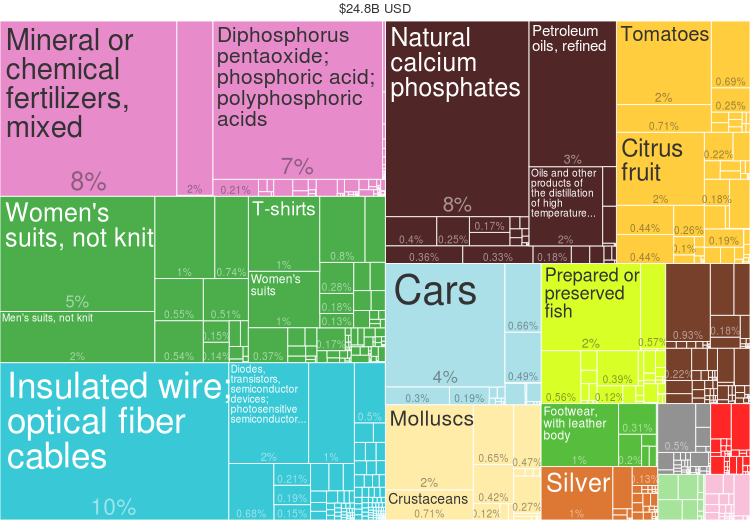 $24.8B USD
Mineral or
chemical
fertilizers,
mixed
8%
2%
Diphosphorus
pentaoxide;
phosphoric acid;
polyphosphoric
acids
7%
0.21%
Women's
suits, not knit
5%
Men's suits, not knit
2%
1%
0.74%
0.55%
0.51%
0.15%
0.54%
0.14%
T-shirts
1%
0.8%
Women's
suits
1%
0.28%
0.18%
0.13%
0.37%
0.17%
Insulated wire;
optical fiber
cables
10%
Diodes,
transistors,
semiconductor
devices;
photosensitive
semiconductor...
2%
1%
0.5%
0.21%
0.19%
0.68%
0.15%
Natural
calcium
phosphates
8%
Petroleum
oils, refined
3%
Oils and other
products of
the distillation
of high
temperature...
2%
0.4%
0.25%
0.17%
0.36%
0.33%
0.18%
Tomatoes
2%
0.69%
0.25%
0.71%
Citrus
fruit
2%
0.22%
0.18%
0.44%
0.26%
0.44%
0.1%
0.19%
Cars
4%
0.66%
0.49%
0.3%
0.19%
Prepared or
preserved
fish
2%
0.57%
0.56%
0.39%
0.12%
0.93%
0.18%
0.22%
Molluscs
2%
0.65%
0.47%
Crustaceans
0.71%
0.42%
0.12%
0.27%
Footwear,
with leather
body
1%
0.31%
0.2%
0.5%
Silver
1%
0.13%